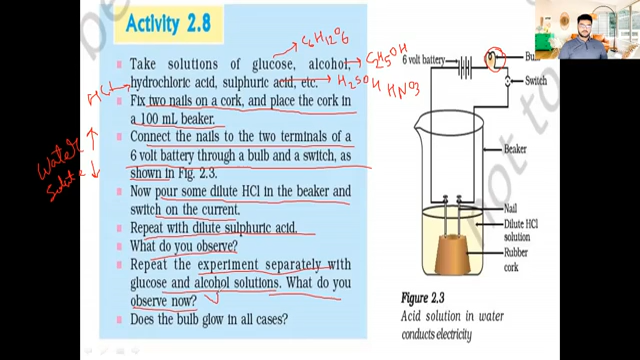 Activity 2.8
C6H12O6
Take solutions of glucose, alcohol,
C2H5OH
hydrochloric acid, sulphuric acid, etc.
H2SO4
HNO3
HCl
Fix two nails on a cork, and place the cork in
a 100 mL beaker.
Connect the nails to the two terminals of a
6 volt battery through a bulb and a switch, as
shown in Fig. 2.3.
Water
Now pour some dilute HCl in the beaker and
switch on the current.
Repeat with dilute sulphuric acid.
What do you observe?
Repeat the experiment separately with
glucose and alcohol solutions. What do you
observe now?
Does the bulb glow in all cases?
6 volt battery
Switch
Beaker
Nail
Dilute HCl
solution
Rubber
cork
Figure 2.3
Acid solution in water
conducts electricity
not to